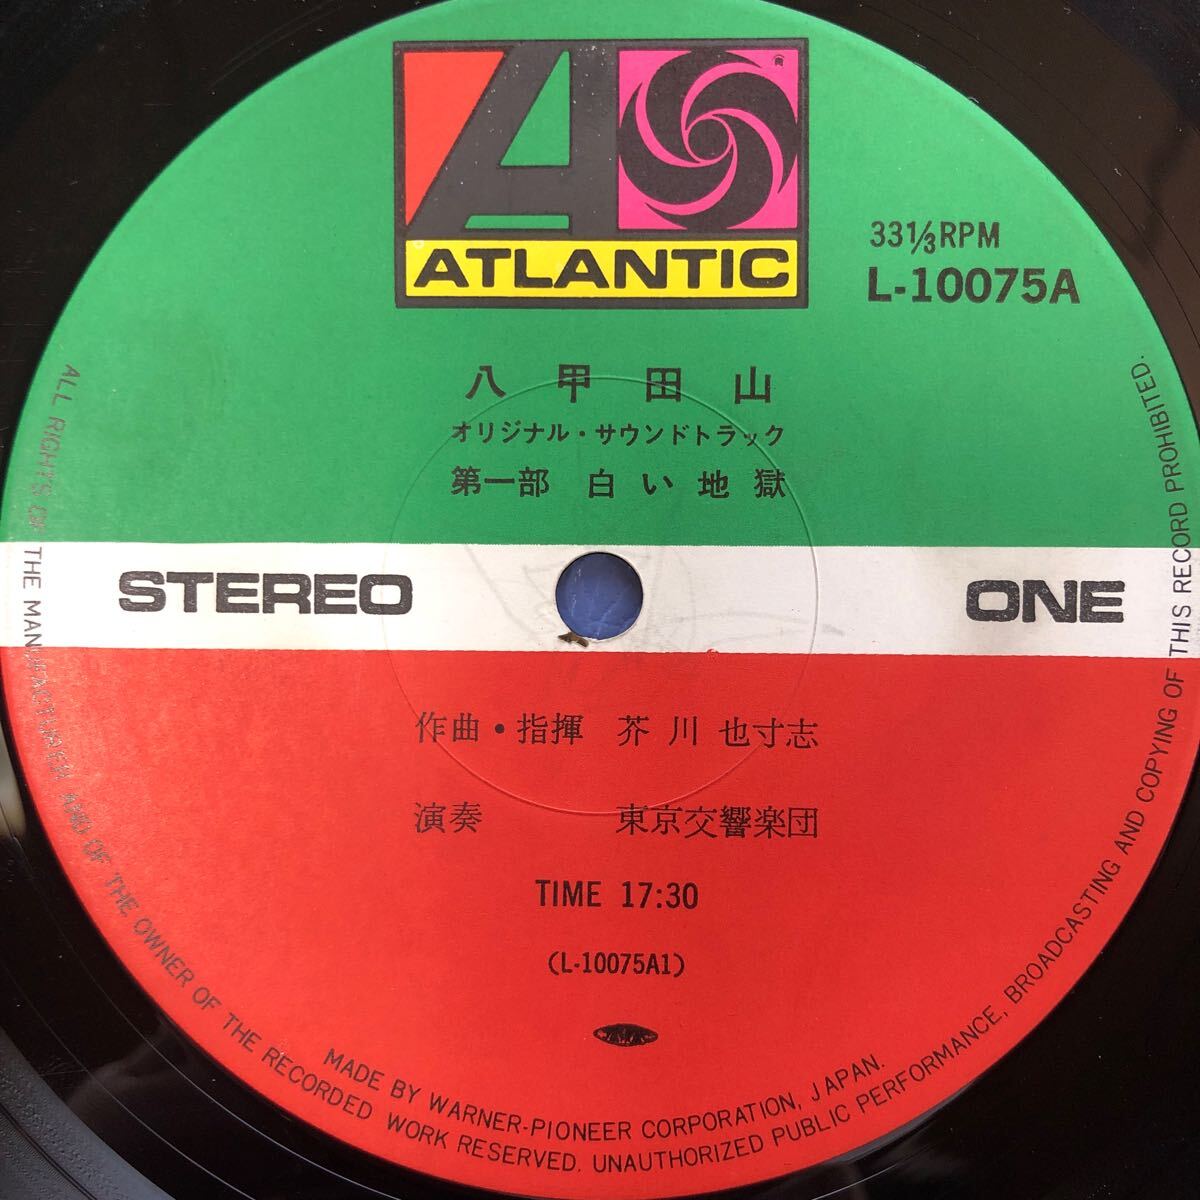 ATLANTIC
33⅓RPM
L-10075A
八甲田山
オリジナル・サウンドトラック
第一部 白い地獄
STEREO
ONE
作曲・指揮 芥川也寸志
演奏 東京交響楽団
TIME 17:30
(L-10075A1)
MADE BY WARNER-PIONEER CORPORATION, JAPAN.
ALL RIGHTS OF THE MANUFACTURER AND OF THE OWNER OF THE RECORDED WORK RESERVED. UNAUTHORIZED PUBLIC PERFORMANCE, BROADCASTING AND COPYING OF THIS RECORD PROHIBITED.